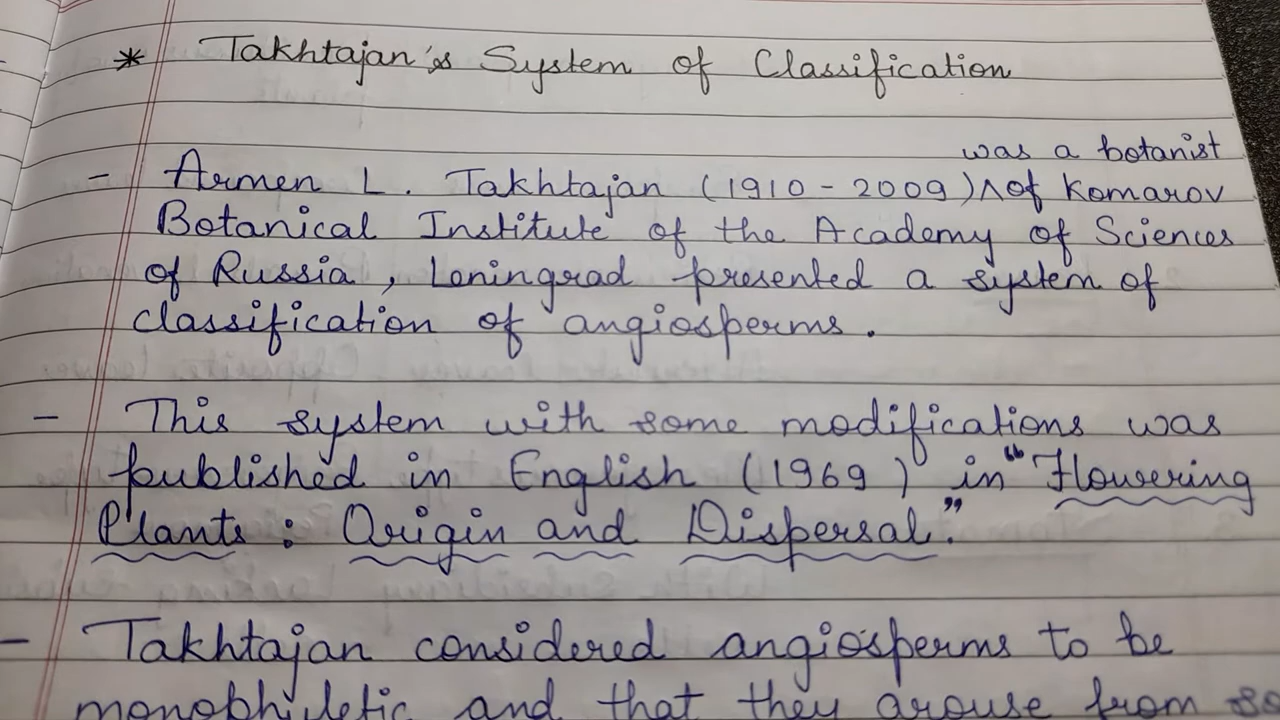 * Takhtajan's System of Classification
was a botanist
- Armen L. Takhtajan (1910 - 2009) ^ of Komarov
Botanical Institute of the Academy of Sciences
of Russia, Leningrad presented a system of
classification of angiosperms.
- This system with some modifications was
published in English (1969) in "Flowering
Plants : Origin and Dispersal."
- Takhtajan considered angiosperms to be
monophyletic and that they arouse from